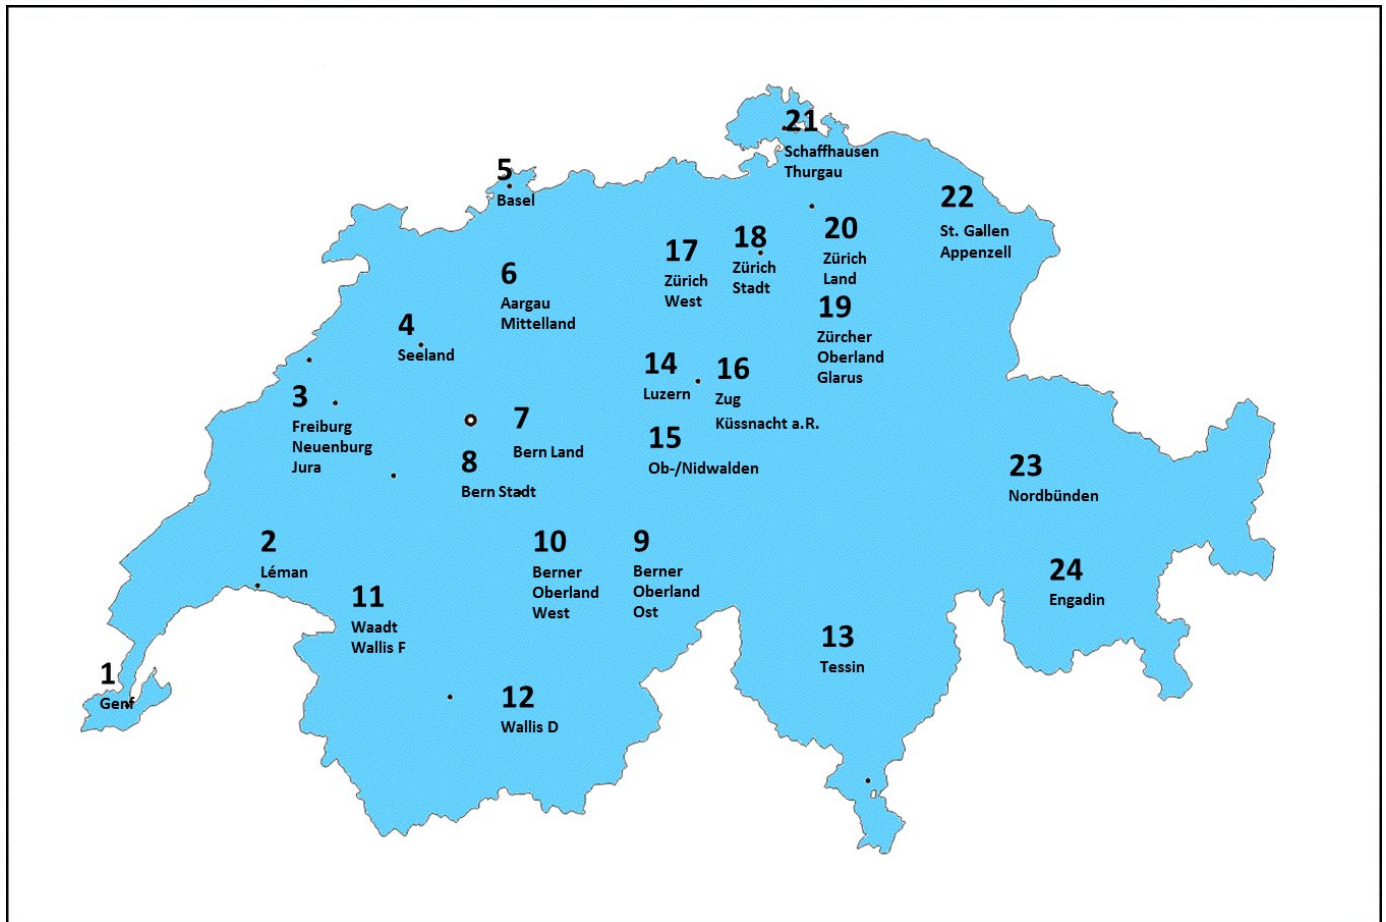 21
Schaffhausen
Thurgau
5
Basel
22
St. Gallen
Appenzell
20
Zürich
Land
18
Zürich
Stadt
17
Zürich
West
6
Aargau
Mittelland
19
Zürcher
Oberland
Glarus
4
Seeland
14
Luzern
16
Zug
Küssnacht a.R.
3
Freiburg
Neuenburg
Jura
7
Bern Land
15
Ob-/Nidwalden
8
Bern Stadt
23
Nordbünden
2
Léman
10
Berner
Oberland
West
9
Berner
Oberland
Ost
24
Engadin
11
Waadt
Wallis F
13
Tessin
1
Genf
12
Wallis D